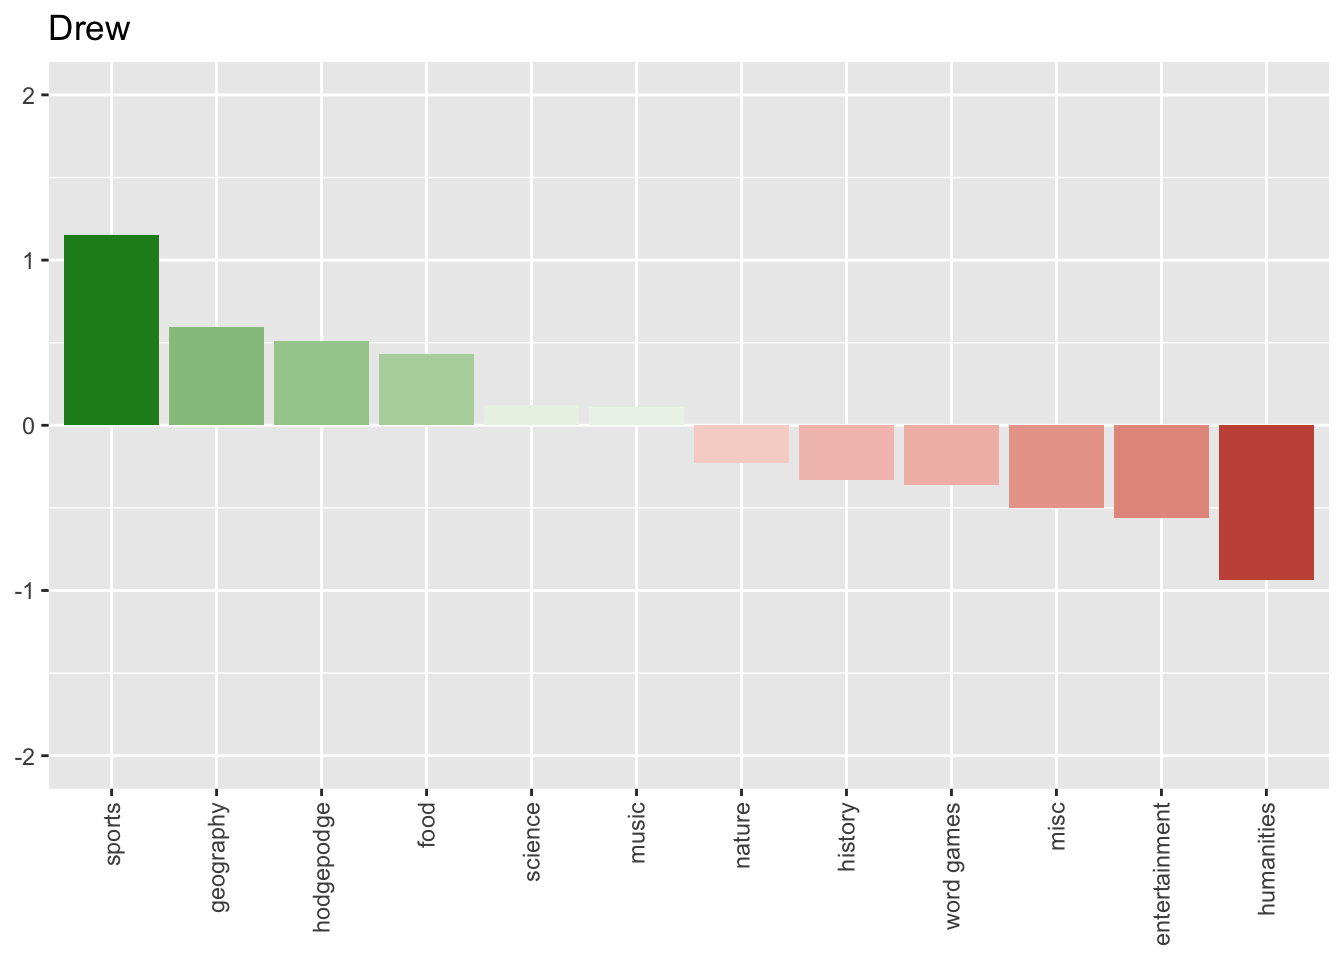 Drew
2
1
0
-1
-2
sports
geography
hodgepodge
food
science
music
nature
history
word games
misc
entertainment
humanities